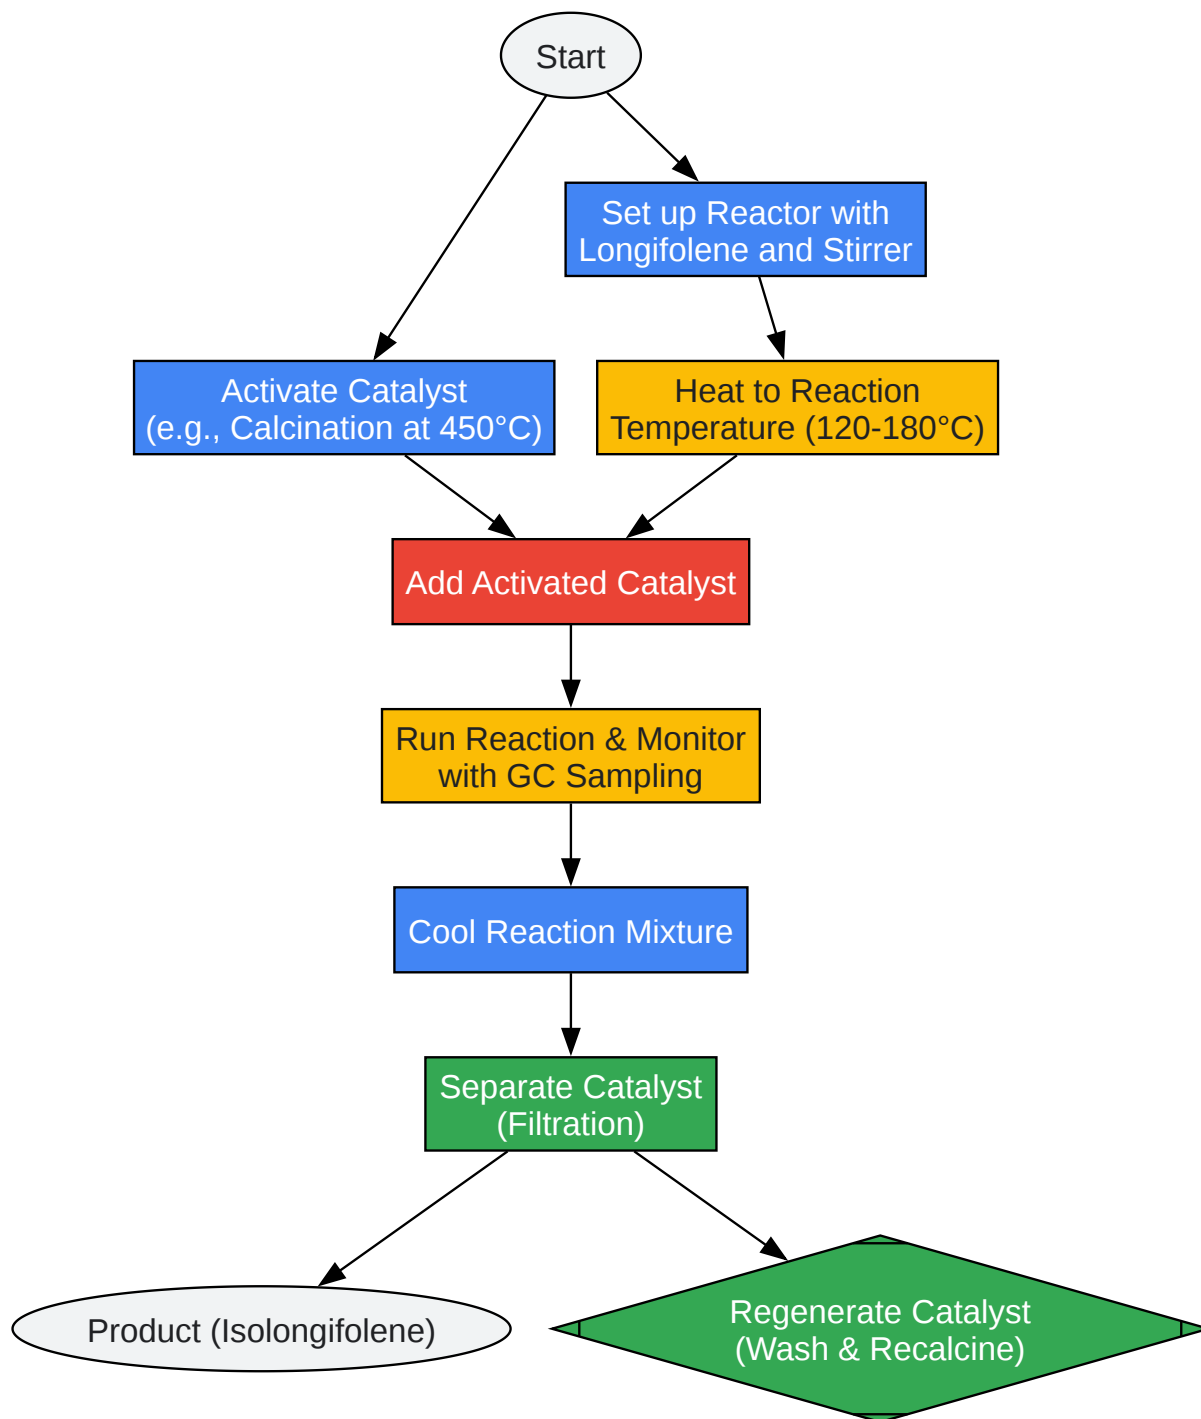 Start
Set up Reactor with
Longifolene and Stirrer
Activate Catalyst
(e.g., Calcination at 450°C)
Heat to Reaction
Temperature (120-180°C)
Add Activated Catalyst
Run Reaction & Monitor
with GC Sampling
Cool Reaction Mixture
Separate Catalyst
(Filtration)
Product (Isolongifolene)
Regenerate Catalyst
(Wash & Recalcine)